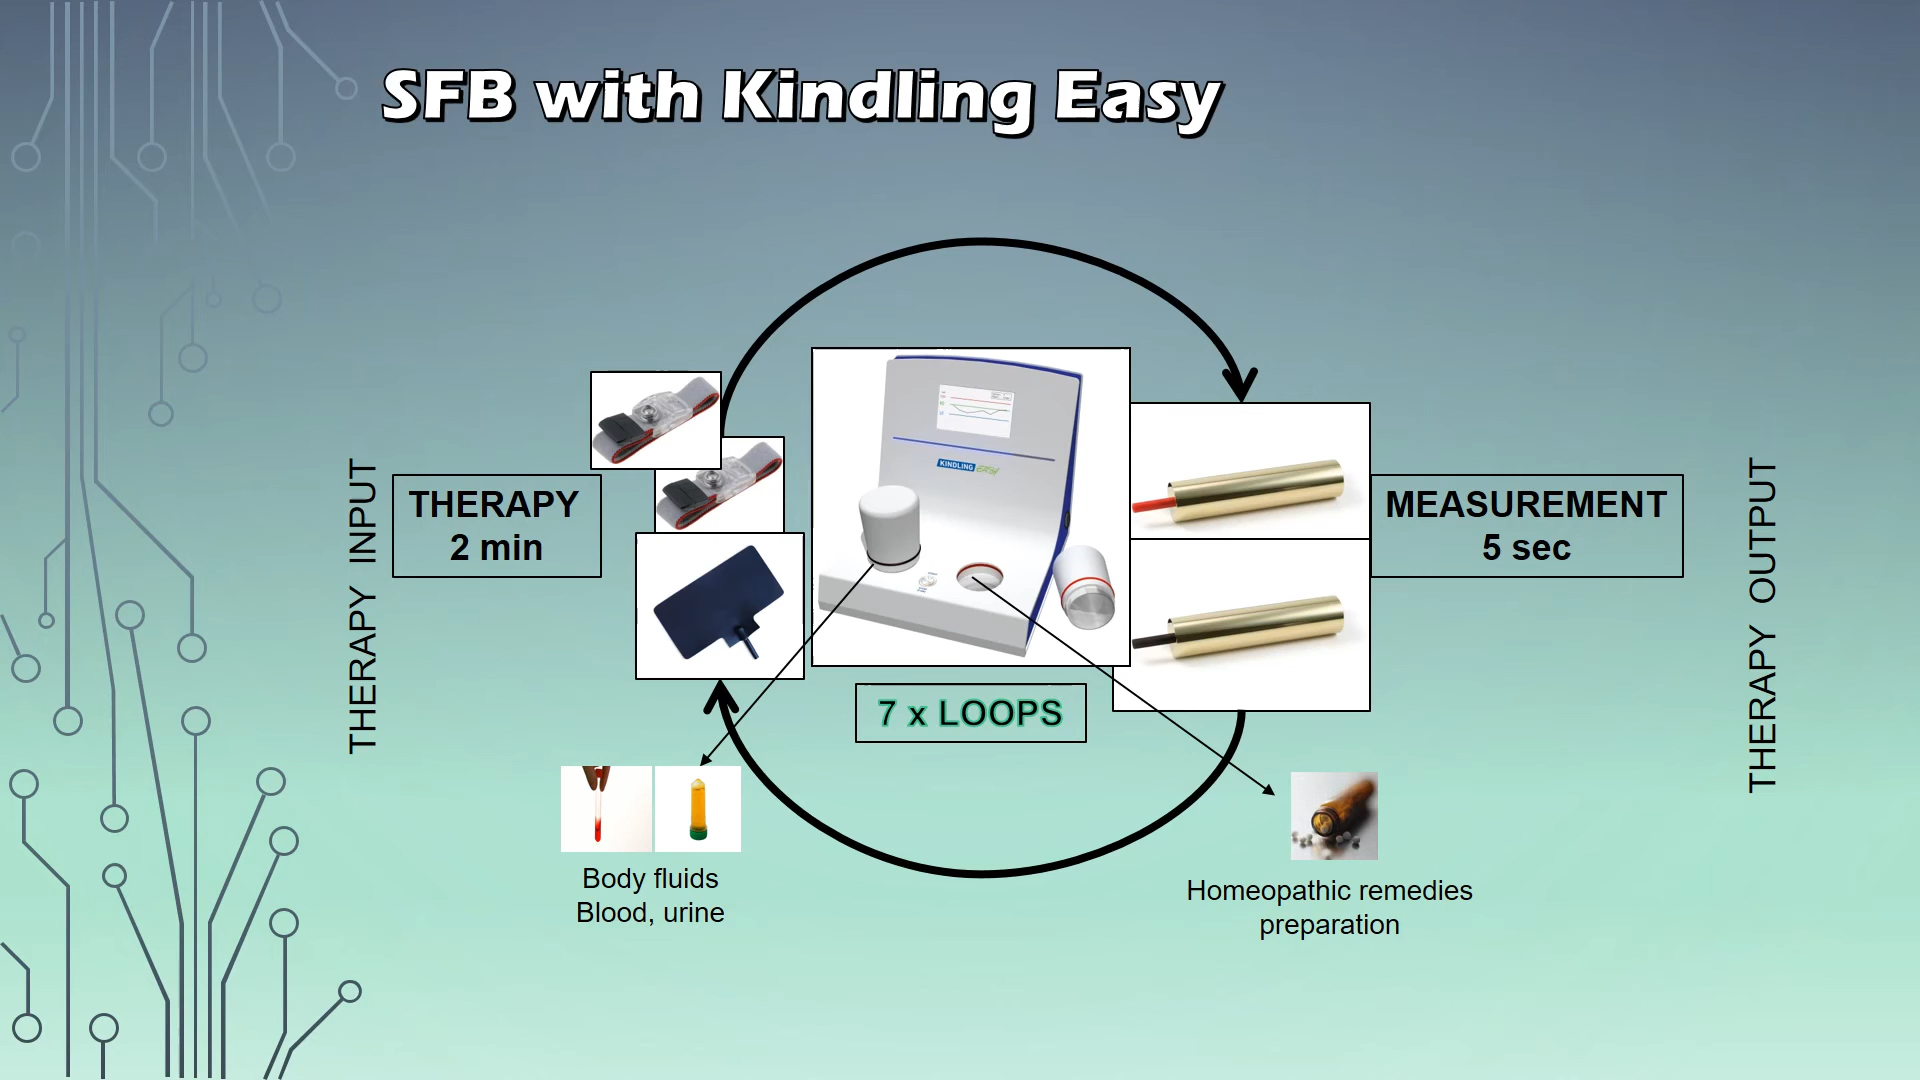 SFB with Kindling Easy
THERAPY INPUT
THERAPY
2 min
KINDLING EASY
MEASUREMENT
5 sec
THERAPY OUTPUT
7 x LOOPS
Body fluids
Blood, urine
Homeopathic remedies
preparation